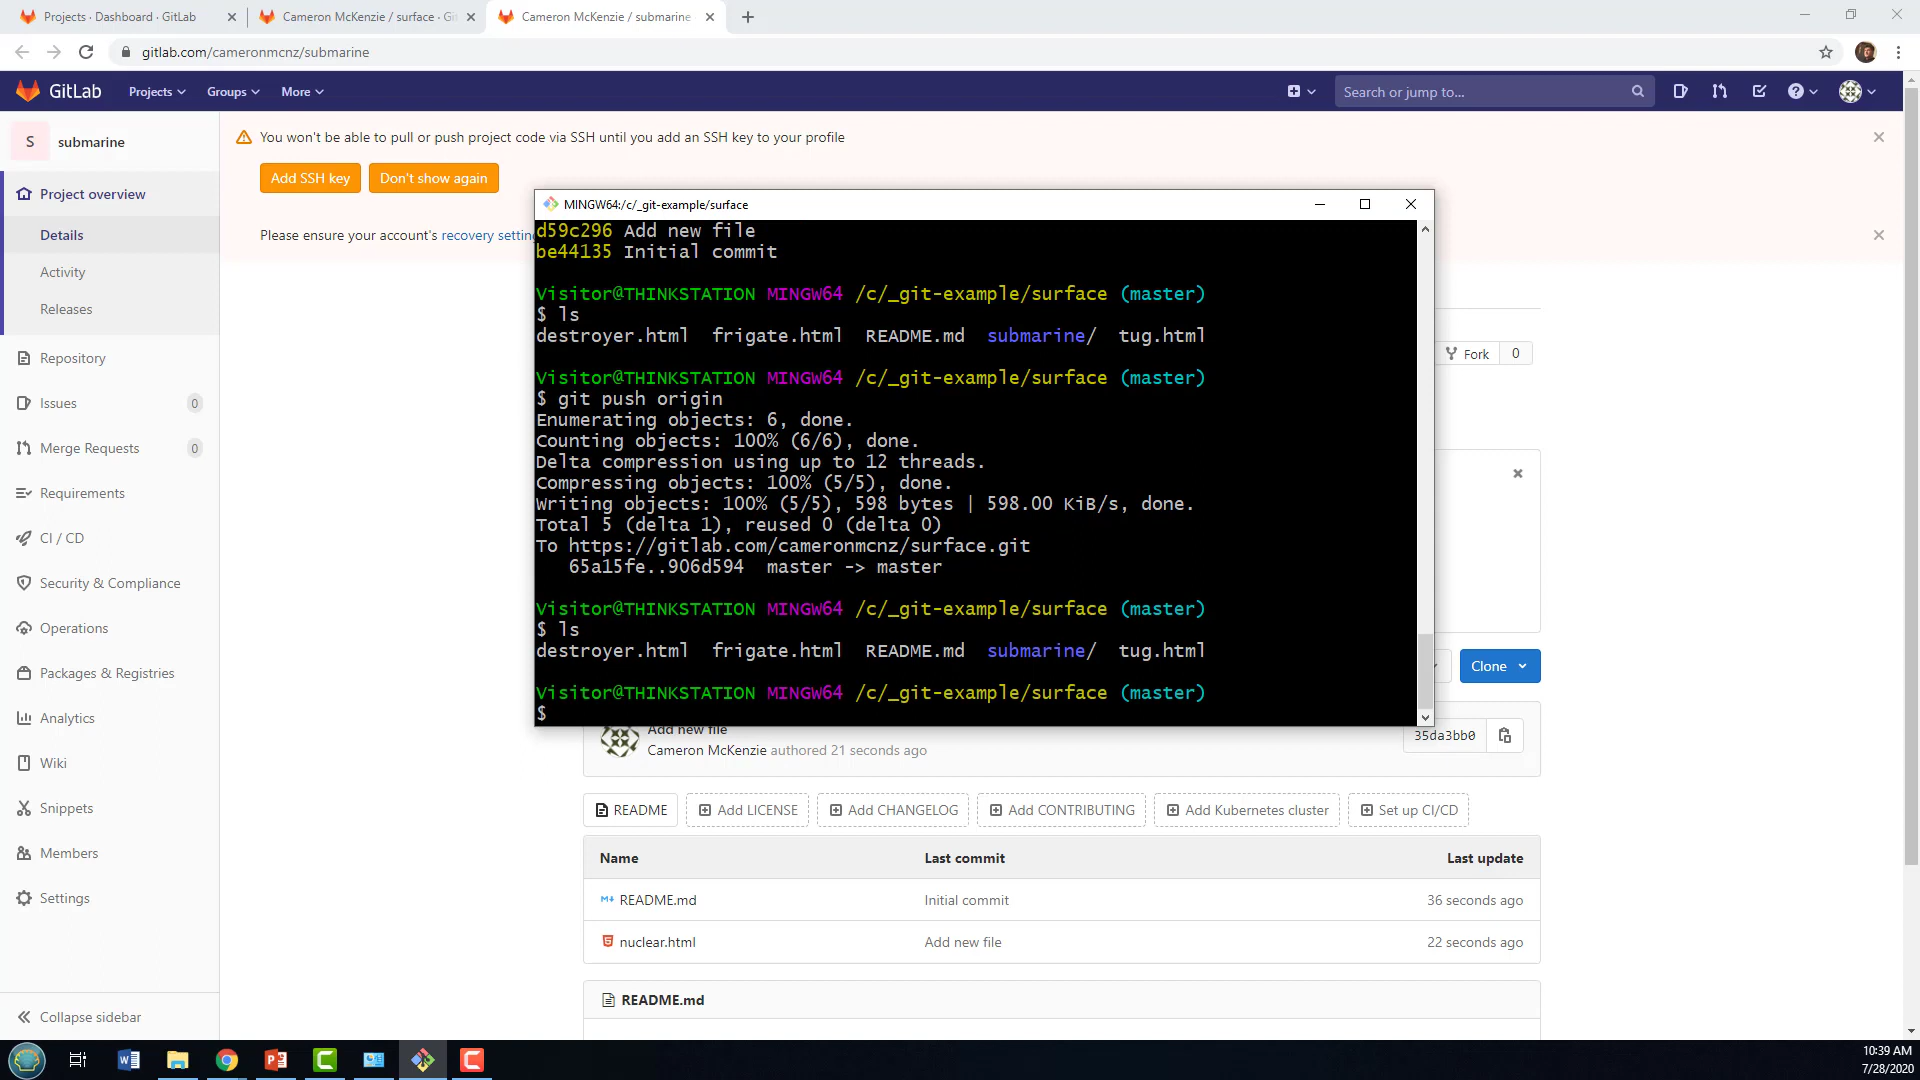 Projects · Dashboard · GitLab
Cameron McKenzie / surface · Gi
Cameron McKenzie / submarine
gitlab.com/cameronmcnz/submarine
GitLab
Projects
Groups
More
Search or jump to...
S submarine
Project overview
Details
Activity
Releases
Repository
Issues 0
Merge Requests 0
Requirements
CI / CD
Security & Compliance
Operations
Packages & Registries
Analytics
Wiki
Snippets
Members
Settings
Collapse sidebar
You won't be able to pull or push project code via SSH until you add an SSH key to your profile
Add SSH key
Don't show again
Please ensure your account's recovery settin
MINGW64:/c/_git-example/surface
d59c296 Add new file
be44135 Initial commit
Visitor@THINKSTATION MINGW64 /c/_git-example/surface (master)
$ ls
destroyer.html frigate.html README.md submarine/ tug.html
Visitor@THINKSTATION MINGW64 /c/_git-example/surface (master)
$ git push origin
Enumerating objects: 6, done.
Counting objects: 100% (6/6), done.
Delta compression using up to 12 threads.
Compressing objects: 100% (5/5), done.
Writing objects: 100% (5/5), 598 bytes | 598.00 KiB/s, done.
Total 5 (delta 1), reused 0 (delta 0)
To https://gitlab.com/cameronmcnz/surface.git
65a15fe..906d594 master -> master
Visitor@THINKSTATION MINGW64 /c/_git-example/surface (master)
$ ls
destroyer.html frigate.html README.md submarine/ tug.html
Visitor@THINKSTATION MINGW64 /c/_git-example/surface (master)
$
Fork 0
Clone
Add new file
Cameron McKenzie authored 21 seconds ago
35da3bb0
README
Add LICENSE
Add CHANGELOG
Add CONTRIBUTING
Add Kubernetes cluster
Set up CI/CD
Name Last commit Last update
README.md Initial commit 36 seconds ago
nuclear.html Add new file 22 seconds ago
README.md
10:39 AM
7/28/2020